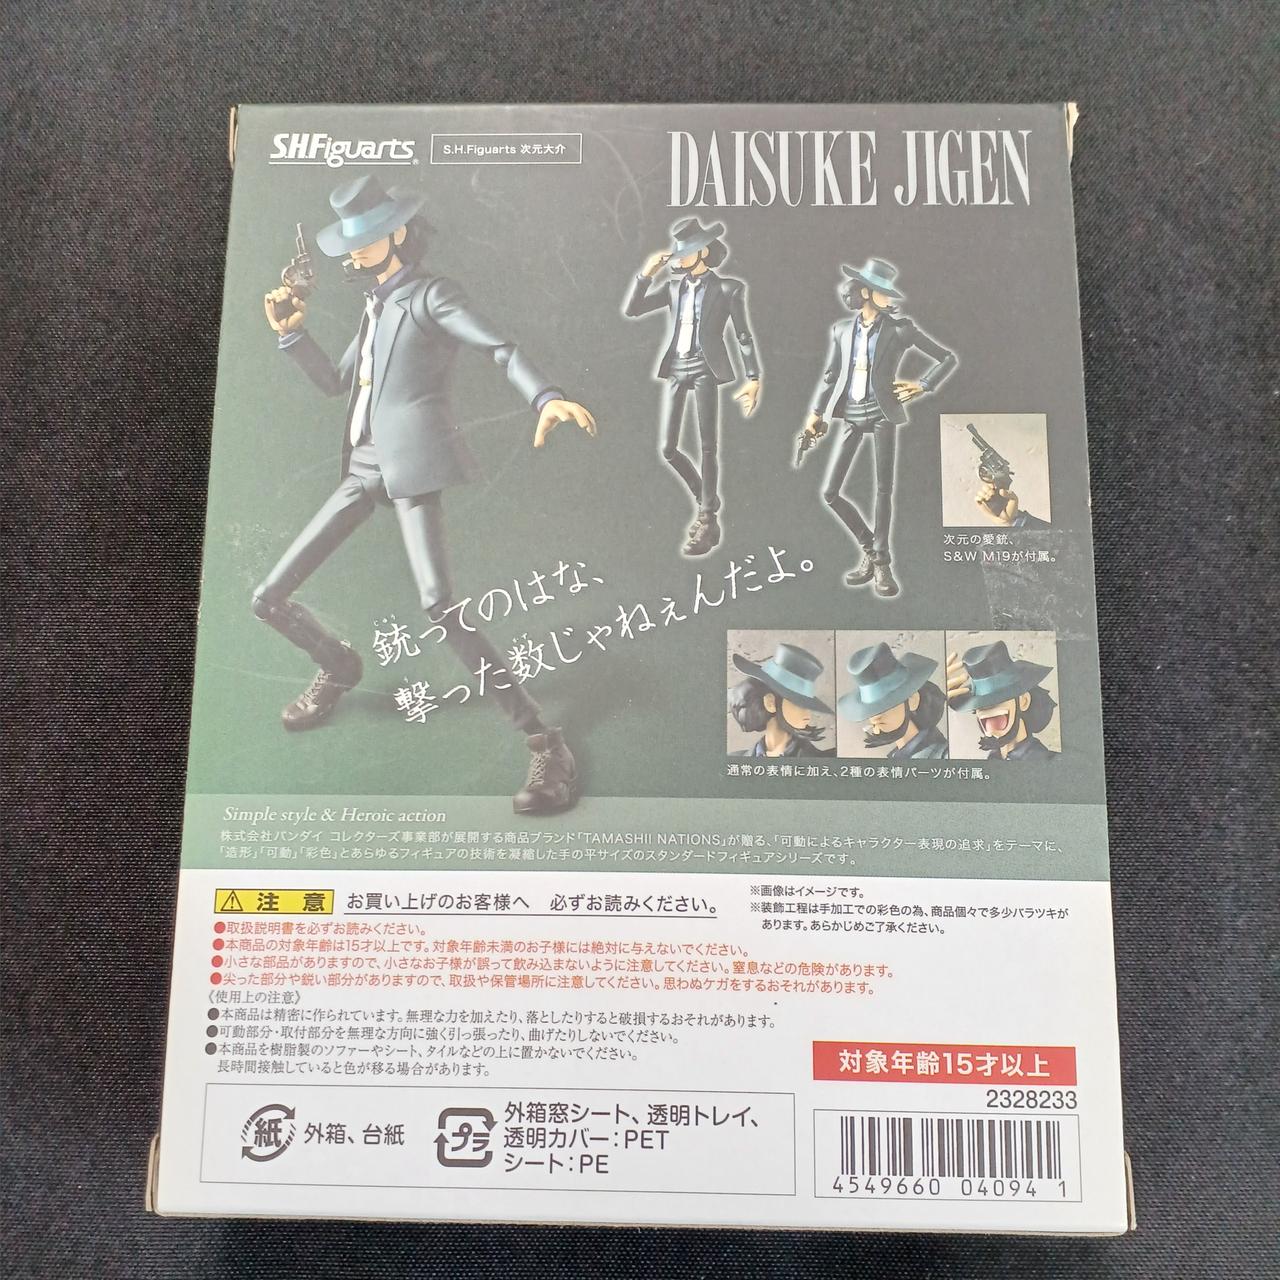 S.H.Figuarts®
S.H.Figuarts 次元大介
DAISUKE JIGEN
次元の愛銃、
S&W M19が付属。
銃ってのはな、
撃った数じゃねぇんだよ。
通常の表情に加え、2種の表情パーツが付属。
Simple style & Heroic action
株式会社バンダイ コレクターズ事業部が展開する商品ブランド「TAMASHII NATIONS」が贈る、「可動によるキャラクター表現の追求」をテーマに、
「造形」「可動」「彩色」とあらゆるフィギュアの技術を凝縮した手の平サイズのスタンダードフィギュアシリーズです。
注意 お買い上げのお客様へ 必ずお読みください。
●取扱説明書を必ずお読みください。
●本商品の対象年齢は15才以上です。対象年齢未満のお子様には絶対に与えないでください。
●小さな部品がありますので、小さなお子様が誤って飲み込まないように注意してください。窒息などの危険があります。
●尖った部分や鋭い部分がありますので、取扱や保管場所に注意してください。思わぬケガをするおそれがあります。
※画像はイメージです。
※装飾工程は手加工での彩色の為、商品個々で多少バラツキが
あります。あらかじめご了承ください。
《使用上の注意》
●本商品は精密に作られています。無理な力を加えたり、落としたりすると破損するおそれがあります。
●可動部分・取付部分を無理な方向に強く引っ張ったり、曲げたりしないでください。
●本商品を樹脂製のソファーやシート、タイルなどの上に置かないでください。
長時間接触していると色が移る場合があります。
対象年齢15才以上
2328233
紙 外箱、台紙
プラ 外箱窓シート、透明トレイ、
透明カバー：PET
シート：PE
4549660 04094 1